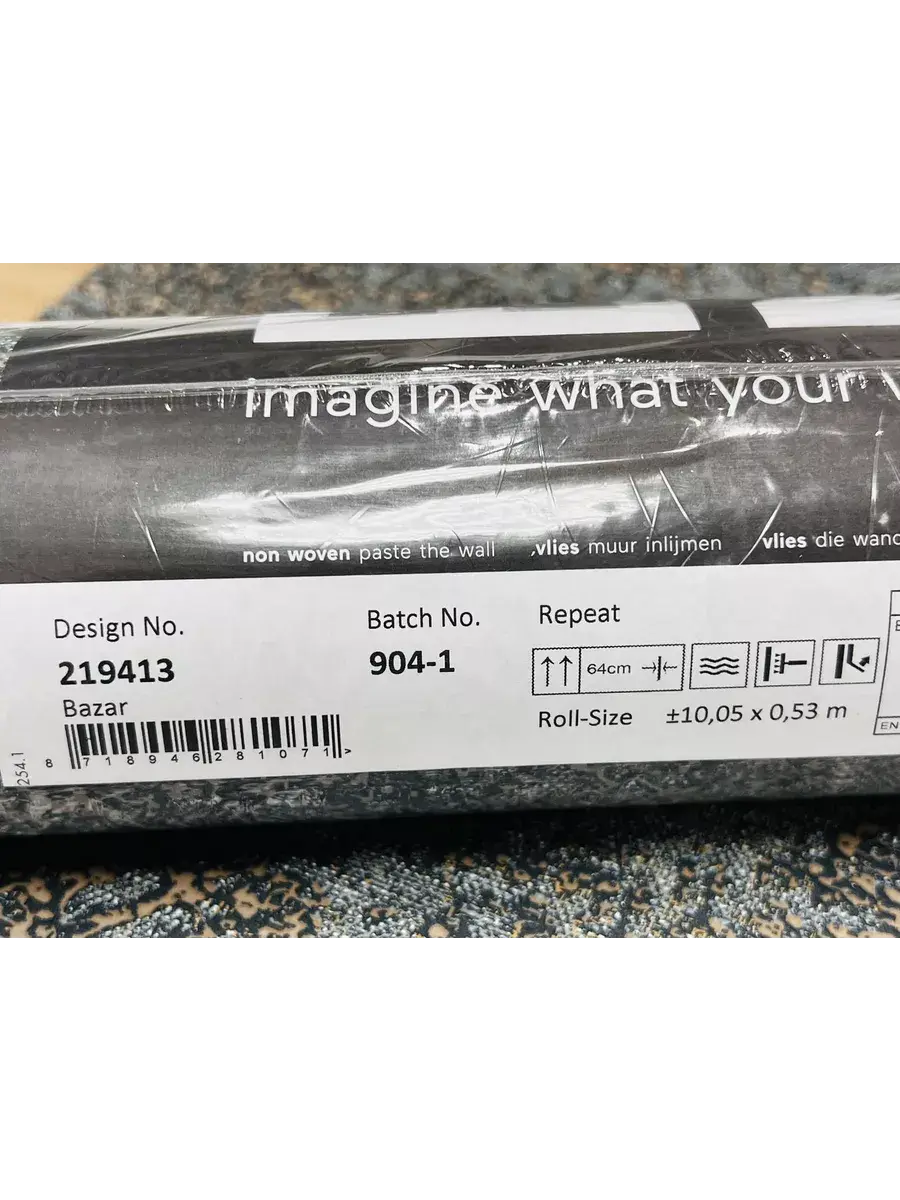 imagine what your
non woven paste the wall vlies muur inlijmen vlies die wand
Design No.
219413
Bazar
8 718946 281071 >
254.1
Batch No.
904-1
Repeat
64cm
Roll-Size ±10,05 x 0,53 m
EN